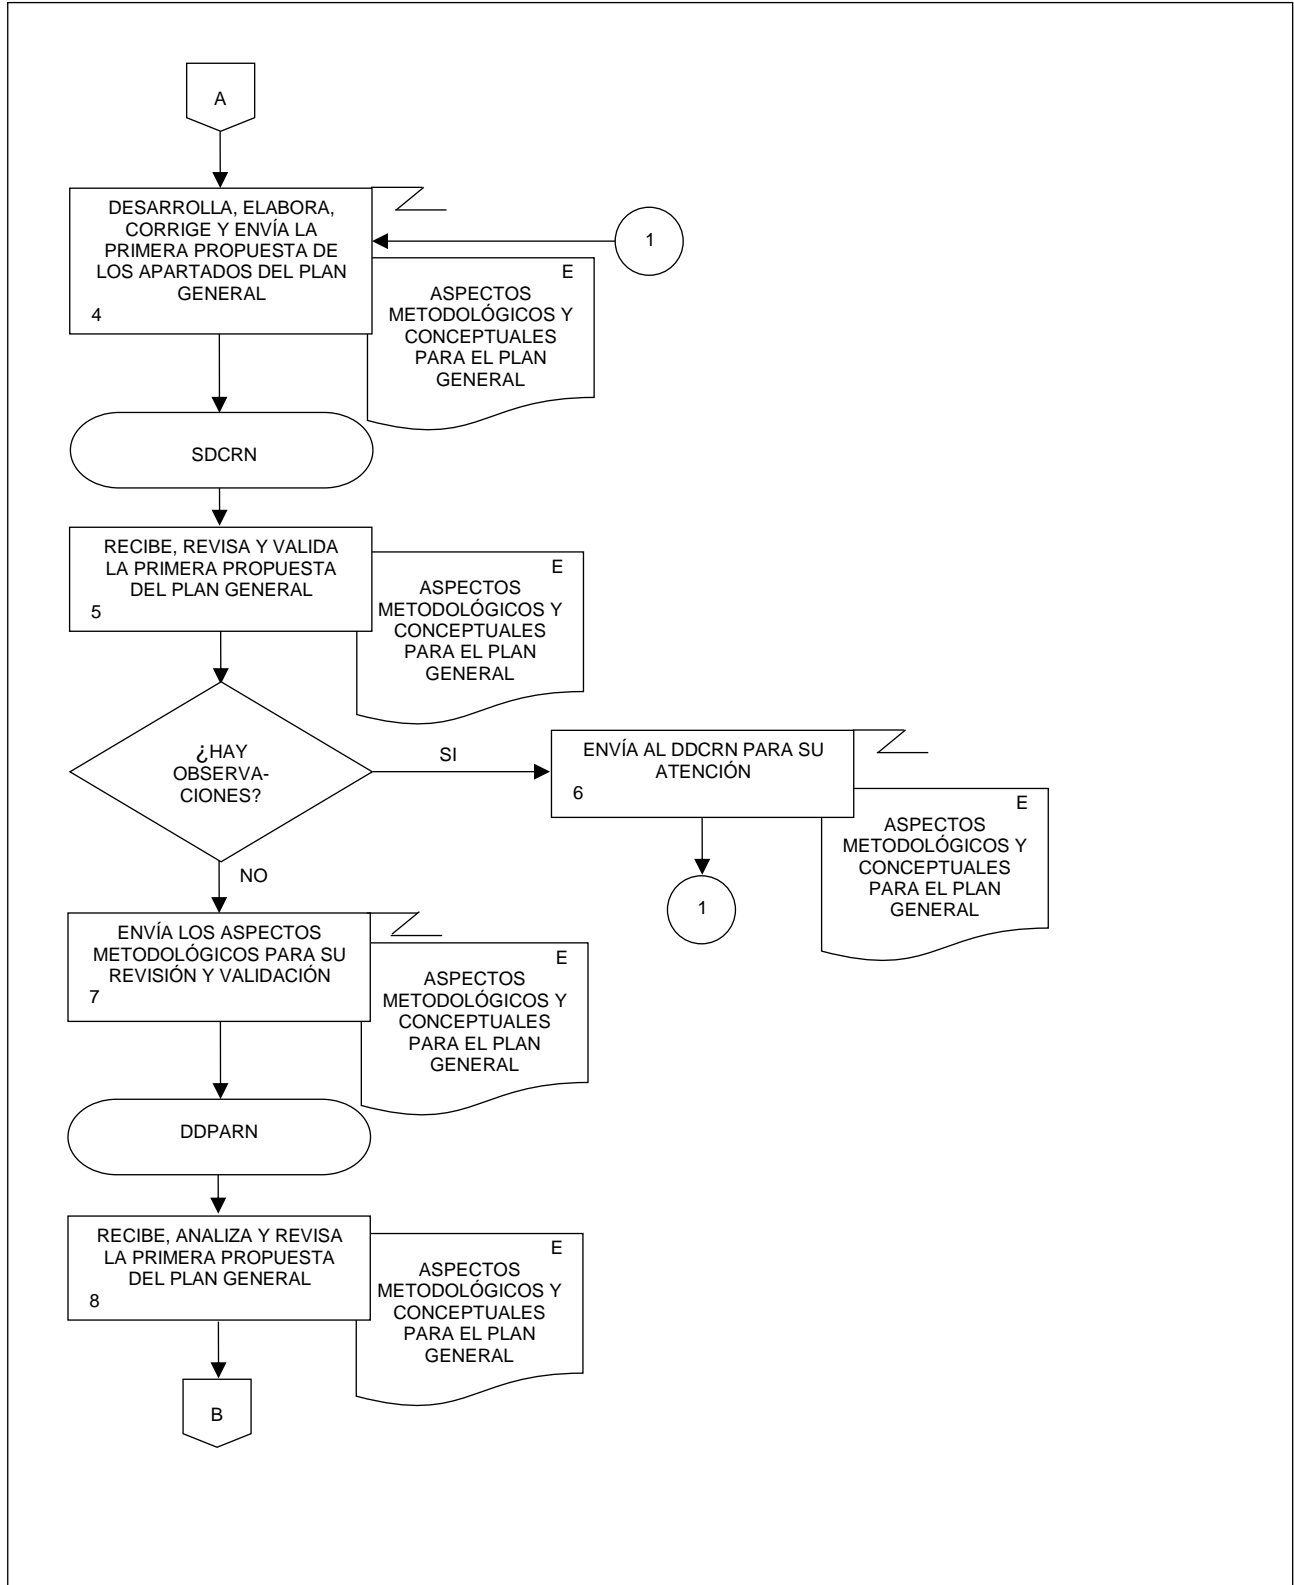 A
DESARROLLA, ELABORA,
CORRIGE Y ENVÍA LA
PRIMERA PROPUESTA DE
LOS APARTADOS DEL PLAN
GENERAL
4
1
E
ASPECTOS
METODOLÓGICOS Y
CONCEPTUALES
PARA EL PLAN
GENERAL
SDCRN
RECIBE, REVISA Y VALIDA
LA PRIMERA PROPUESTA
DEL PLAN GENERAL
5
E
ASPECTOS
METODOLÓGICOS Y
CONCEPTUALES
PARA EL PLAN
GENERAL
¿HAY
OBSERVA-
CIONES?
SI
ENVÍA AL DDCRN PARA SU
ATENCIÓN
6
E
ASPECTOS
METODOLÓGICOS Y
CONCEPTUALES
PARA EL PLAN
GENERAL
1
NO
ENVÍA LOS ASPECTOS
METODOLÓGICOS PARA SU
REVISIÓN Y VALIDACIÓN
7
E
ASPECTOS
METODOLÓGICOS Y
CONCEPTUALES
PARA EL PLAN
GENERAL
DDPARN
RECIBE, ANALIZA Y REVISA
LA PRIMERA PROPUESTA
DEL PLAN GENERAL
8
E
ASPECTOS
METODOLÓGICOS Y
CONCEPTUALES
PARA EL PLAN
GENERAL
B